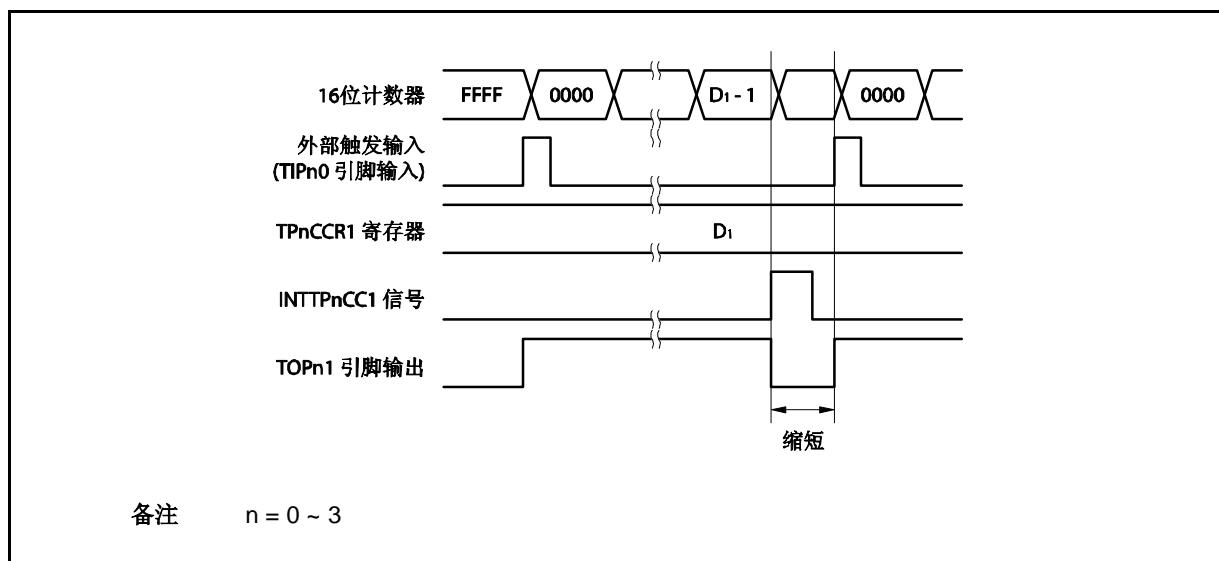 16位计数器 FFFF 0000 D1 - 1 0000
外部触发输入
(TIPn0 引脚输入)
TPnCCR1 寄存器 D1
INTTPnCC1 信号
TOPn1 引脚输出
缩短
备注 n = 0 ~ 3